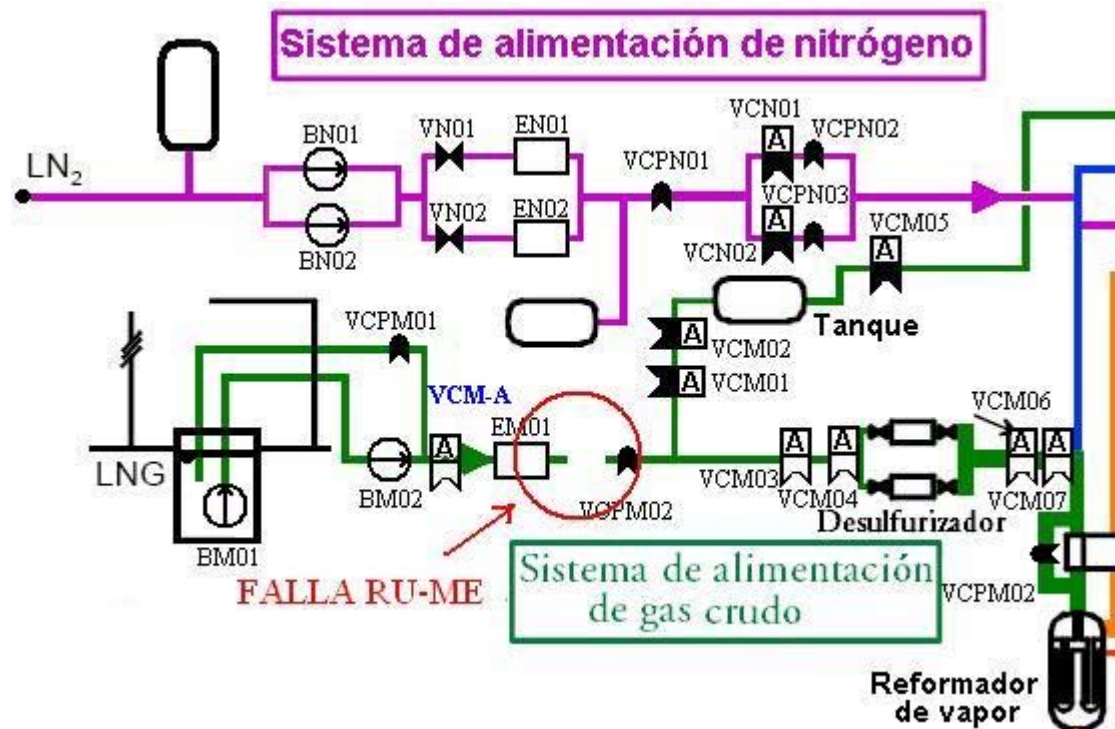 Sistema de alimentación de nitrógeno
VCN01
BN01
VN01
EN01
VCPN02
VCPN01
LN2
VCPN03
VN02
EN02
VCM05
BN02
VCN02
A
A
A
Tanque
VCPM01
A
VCM02
A
VCM01
VCM-A
EM01
VCM06
A
A
A
A
A
LNG
BM02
VCM03
VCM04
VCM07
VCPM02
Desulfurizador
BM01
FALLA RU-ME
Sistema de alimentación
de gas crudo
VCPM02
Reformador
de vapor